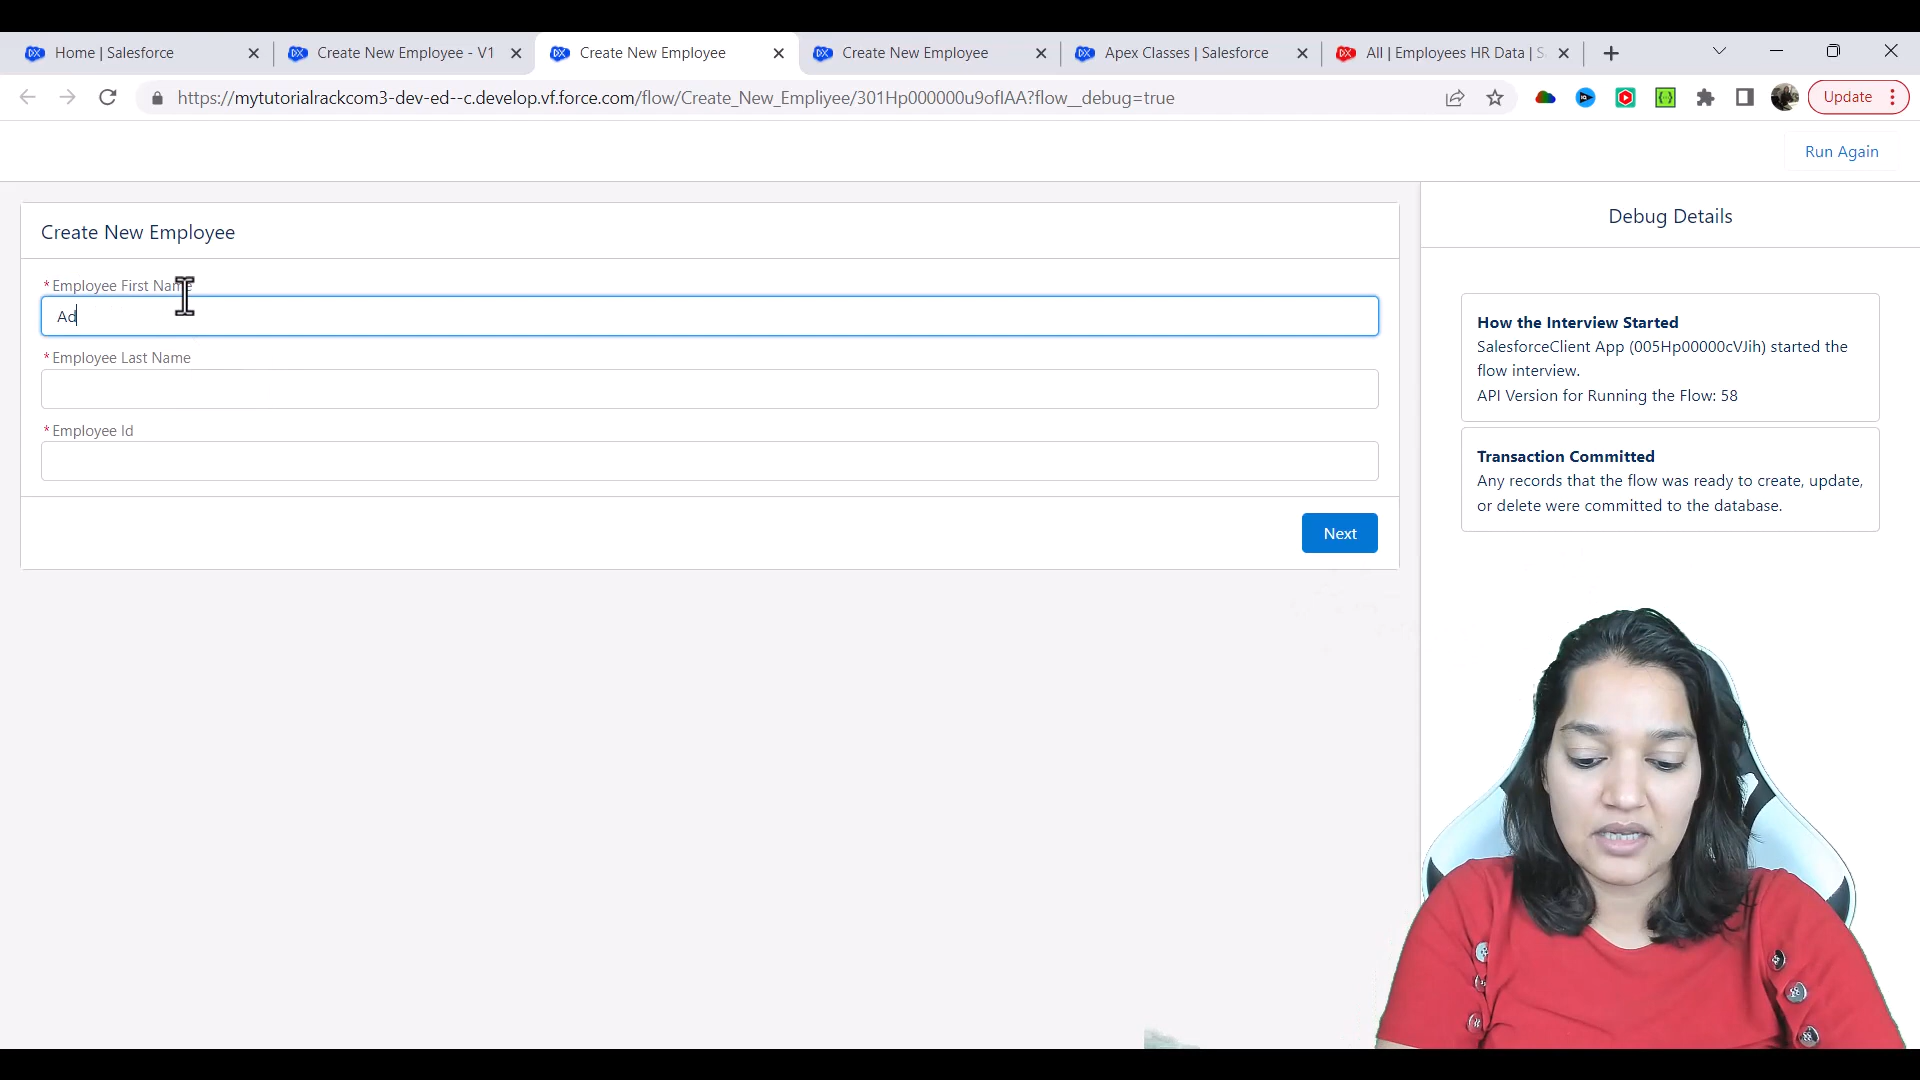 Home | Salesforce
Create New Employee - V1
Create New Employee
Create New Employee
Apex Classes | Salesforce
All | Employees HR Data | S
https://mytutorialrackcom3-dev-ed--c.develop.vf.force.com/flow/Create_New_Empliyee/301Hp000000u9ofIAA?flow__debug=true
Update
Run Again
Create New Employee
*Employee First Name
Ad
*Employee Last Name
*Employee Id
Next
Debug Details
How the Interview Started
SalesforceClient App (005Hp00000cVJih) started the
flow interview.
API Version for Running the Flow: 58
Transaction Committed
Any records that the flow was ready to create, update,
or delete were committed to the database.